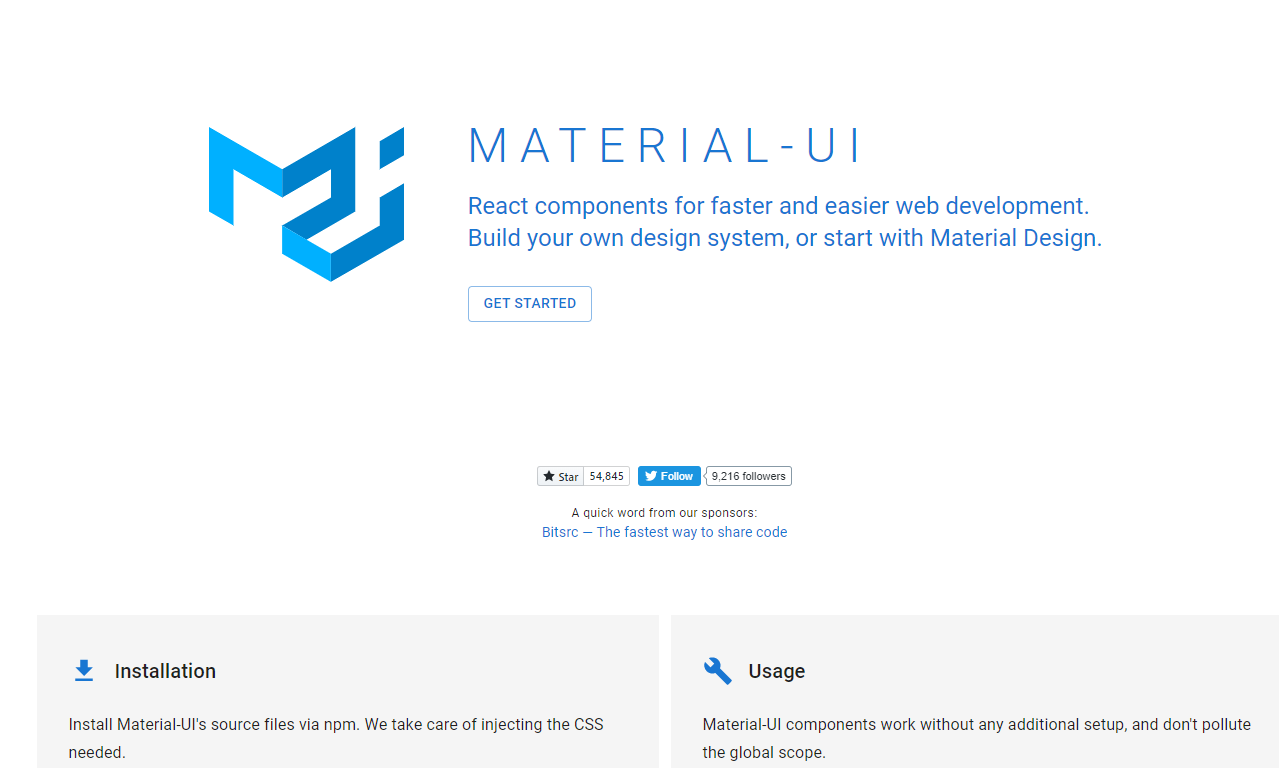 MATERIAL-UI
React components for faster and easier web development.
Build your own design system, or start with Material Design.
GET STARTED
Star 54,845 Follow 9,216 followers
A quick word from our sponsors:
Bitsrc — The fastest way to share code
Installation
Install Material-UI's source files via npm. We take care of injecting the CSS
needed.
Usage
Material-UI components work without any additional setup, and don't pollute
the global scope.